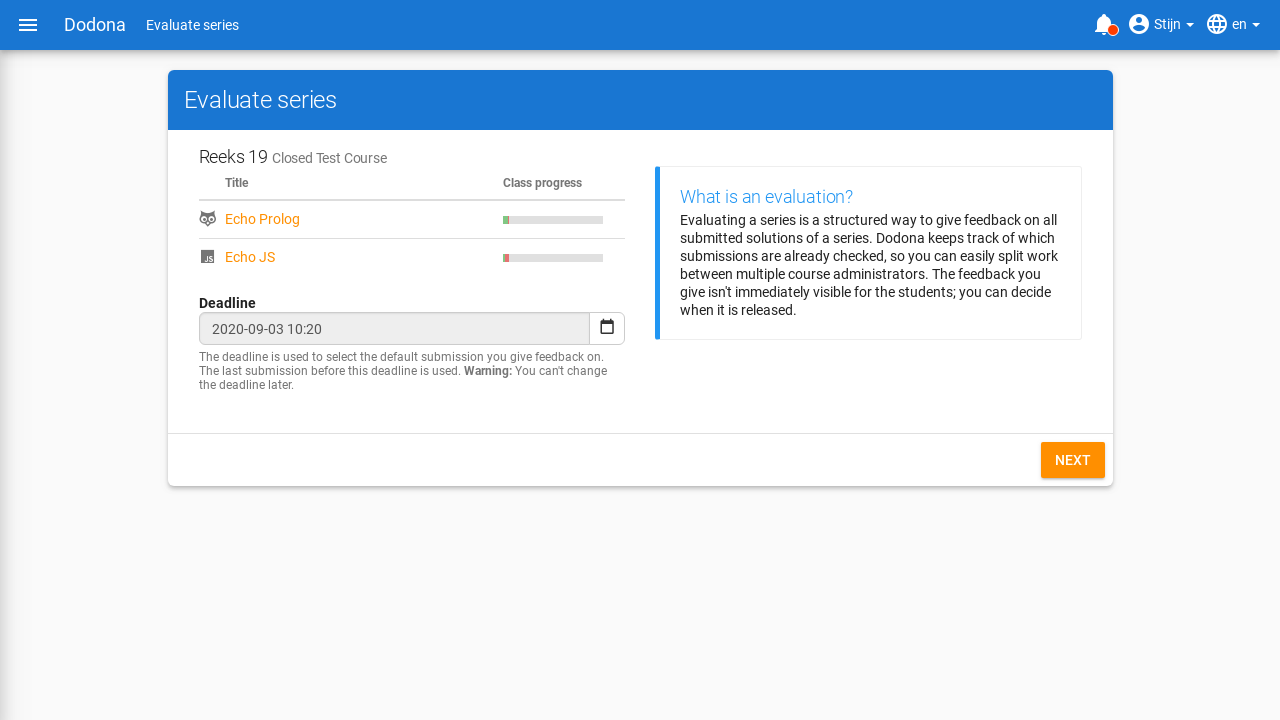 Dodona Evaluate series Stijn en
Evaluate series
Reeks 19 Closed Test Course
Title Class progress
Echo Prolog
JS Echo JS
Deadline
2020-09-03 10:20
The deadline is used to select the default submission you give feedback on.
The last submission before this deadline is used. Warning: You can't change
the deadline later.
What is an evaluation?
Evaluating a series is a structured way to give feedback on all
submitted solutions of a series. Dodona keeps track of which
submissions are already checked, so you can easily split work
between multiple course administrators. The feedback you
give isn't immediately visible for the students; you can decide
when it is released.
NEXT